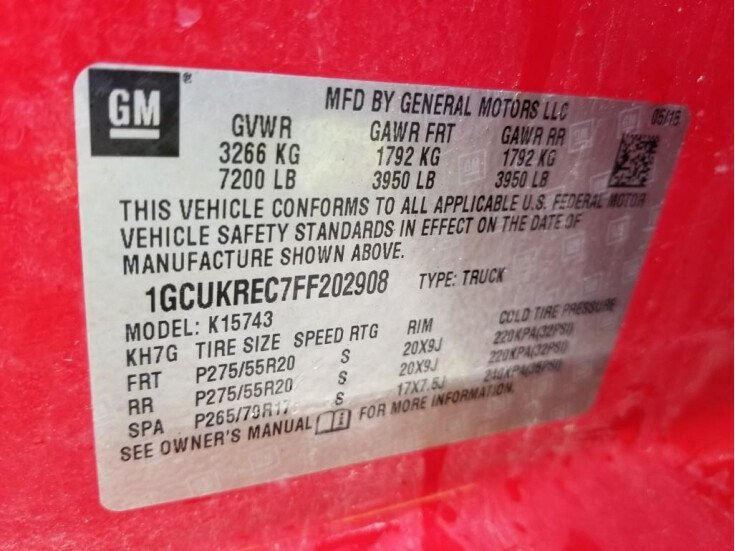 GM ®
MFD BY GENERAL MOTORS LLC 05/15
GVWR GAWR FRT GAWR RR
3266 KG 1792 KG 1792 KG
7200 LB 3950 LB 3950 LB
THIS VEHICLE CONFORMS TO ALL APPLICABLE U.S. FEDERAL MOTOR
VEHICLE SAFETY STANDARDS IN EFFECT ON THE DATE OF
MANUFACTURE SHOWN ABOVE.
1GCUKREC7FF202908 TYPE: TRUCK
MODEL: K15743
KH7G TIRE SIZE SPEED RTG RIM COLD TIRE PRESSURE
FRT P275/55R20 S 20X9J 220KPA(32PSI)
RR P275/55R20 S 20X9J 220KPA(32PSI)
SPA S 17X7.5J
SEE OWNER'S MANUAL FOR MORE INFORMATION.